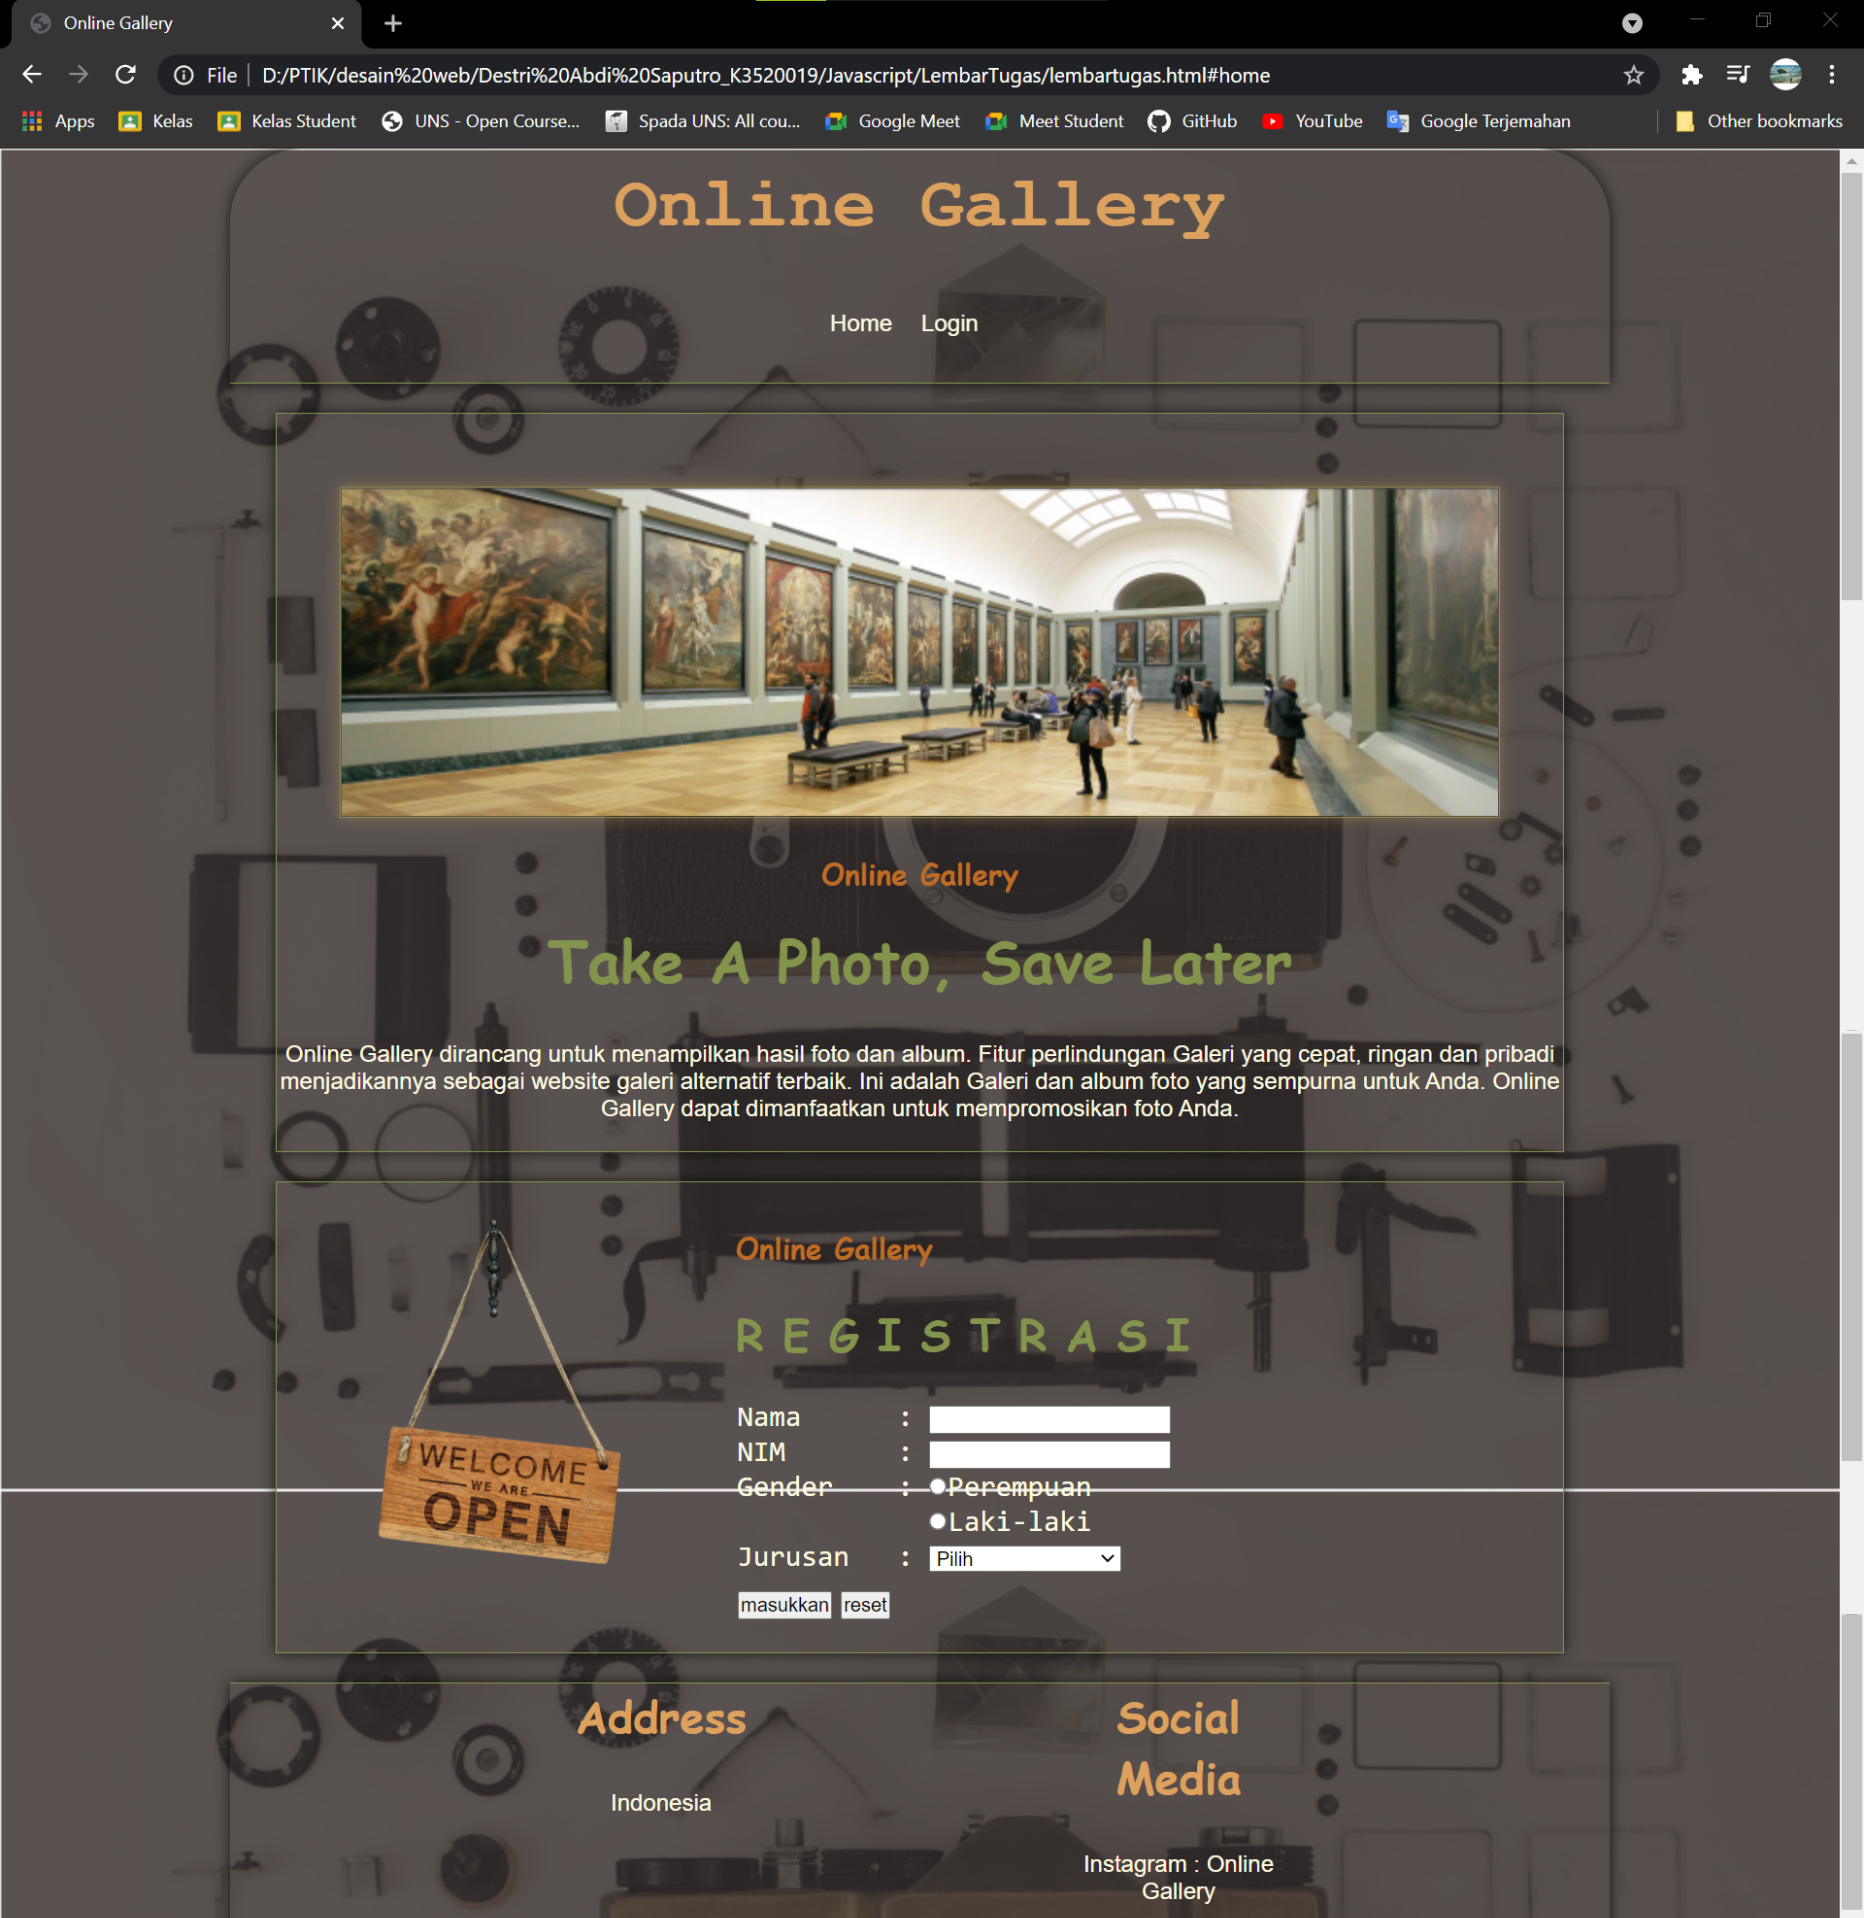 Online Gallery
File
D:/PTIK/desain%20web/Destri%20Abdi%20Saputro_K3520019/Javascript/LembarTugas/lembartugas.html#home
Apps Kelas Kelas Student UNS - Open Course... Spada UNS: All cou... Google Meet Meet Student GitHub YouTube Google Terjemahan Other bookmarks
Online Gallery
Home Login
Online Gallery
Take A Photo, Save Later
Online Gallery dirancang untuk menampilkan hasil foto dan album. Fitur perlindungan Galeri yang cepat, ringan dan pribadi
menjadikannya sebagai website galeri alternatif terbaik. Ini adalah Galeri dan album foto yang sempurna untuk Anda. Online
Gallery dapat dimanfaatkan untuk mempromosikan foto Anda.
WELCOME
WE ARE
OPEN
Online Gallery
R E G I S T R A S I
Nama :
NIM :
Gender : Perempuan
Laki-laki
Jurusan : Pilih
masukkan reset
Address
Indonesia
Social
Media
Instagram : Online
Gallery